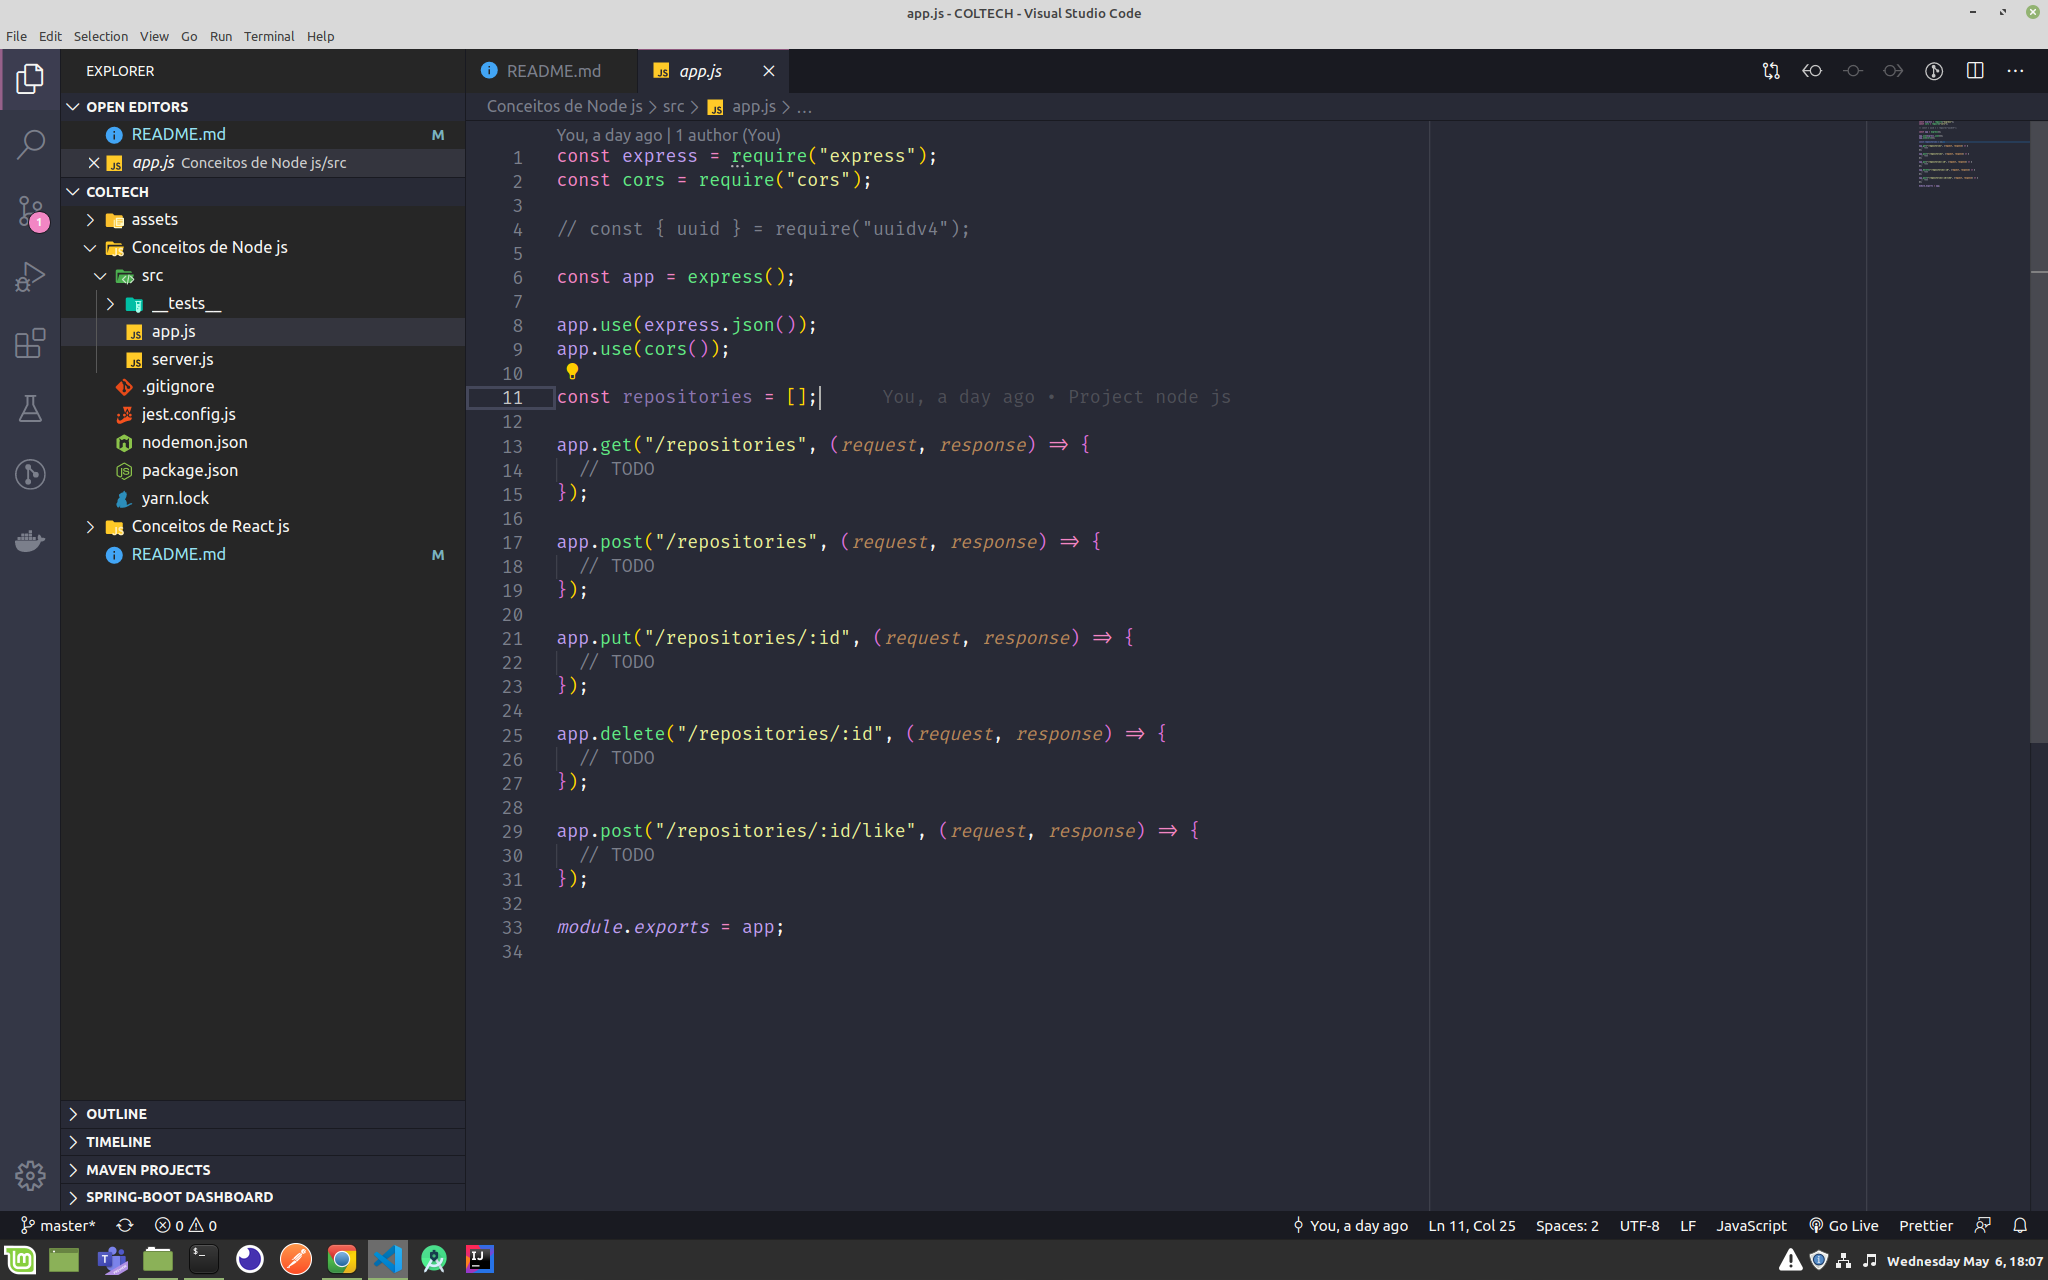 app.js - COLTECH - Visual Studio Code
File Edit Selection View Go Run Terminal Help
EXPLORER
OPEN EDITORS
README.md M
app.js Conceitos de Node js/src
COLTECH
assets
Conceitos de Node js
src
__tests__
app.js
server.js
.gitignore
jest.config.js
nodemon.json
package.json
yarn.lock
Conceitos de React js
README.md M
OUTLINE
TIMELINE
MAVEN PROJECTS
SPRING-BOOT DASHBOARD
1
README.md app.js
Conceitos de Node js > src > app.js > ...
You, a day ago | 1 author (You)
1 const express = require("express");
2 const cors = require("cors");
3
4 // const { uuid } = require("uuidv4");
5
6 const app = express();
7
8 app.use(express.json());
9 app.use(cors());
10
11 const repositories = []; You, a day ago • Project node js
12
13 app.get("/repositories", (request, response) => {
14 // TODO
15 });
16
17 app.post("/repositories", (request, response) => {
18 // TODO
19 });
20
21 app.put("/repositories/:id", (request, response) => {
22 // TODO
23 });
24
25 app.delete("/repositories/:id", (request, response) => {
26 // TODO
27 });
28
29 app.post("/repositories/:id/like", (request, response) => {
30 // TODO
31 });
32
33 module.exports = app;
34
master* 0 0 You, a day ago Ln 11, Col 25 Spaces: 2 UTF-8 LF JavaScript Go Live Prettier
Wednesday May 6, 18:07